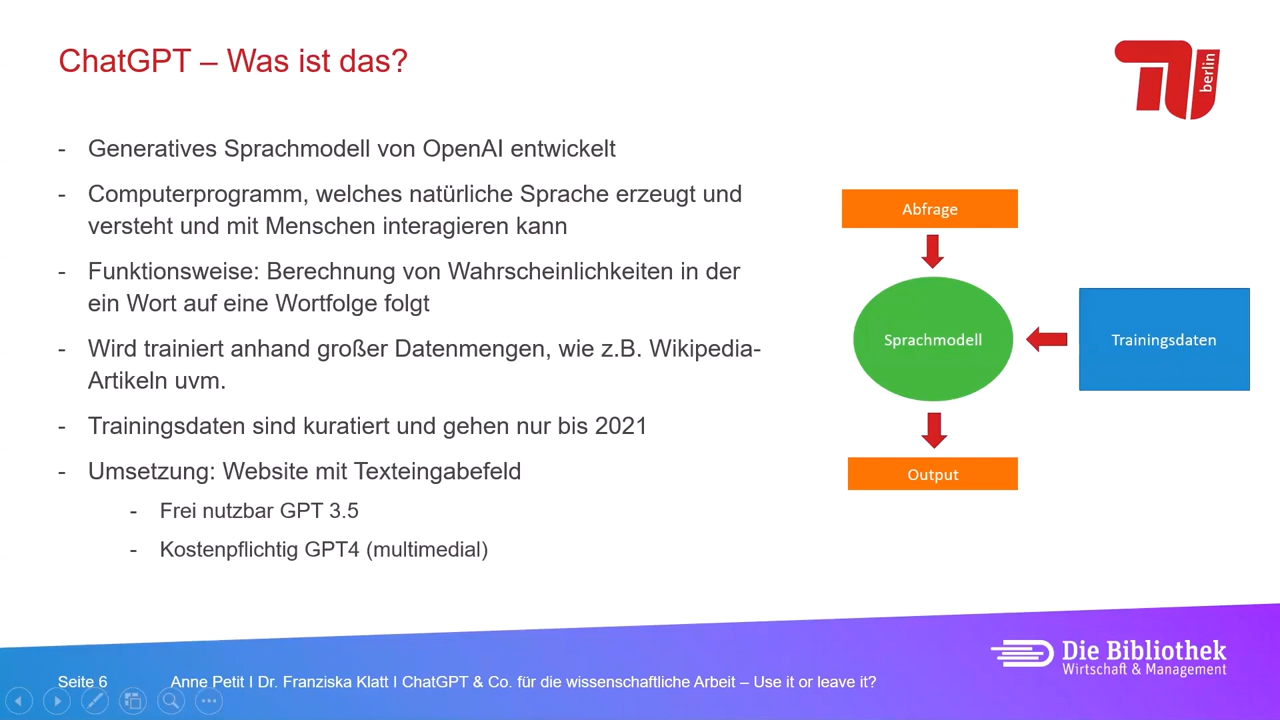 ChatGPT – Was ist das?
berlin
- Generatives Sprachmodell von OpenAI entwickelt
- Computerprogramm, welches natürliche Sprache erzeugt und
versteht und mit Menschen interagieren kann
- Funktionsweise: Berechnung von Wahrscheinlichkeiten in der
ein Wort auf eine Wortfolge folgt
- Wird trainiert anhand großer Datenmengen, wie z.B. Wikipedia-
Artikeln uvm.
- Trainingsdaten sind kuratiert und gehen nur bis 2021
- Umsetzung: Website mit Texteingabefeld
- Frei nutzbar GPT 3.5
- Kostenpflichtig GPT4 (multimedial)
Abfrage
Sprachmodell
Trainingsdaten
Output
Die Bibliothek
Wirtschaft & Management
Seite 6
Anne Petit I Dr. Franziska Klatt I ChatGPT & Co. für die wissenschaftliche Arbeit – Use it or leave it?